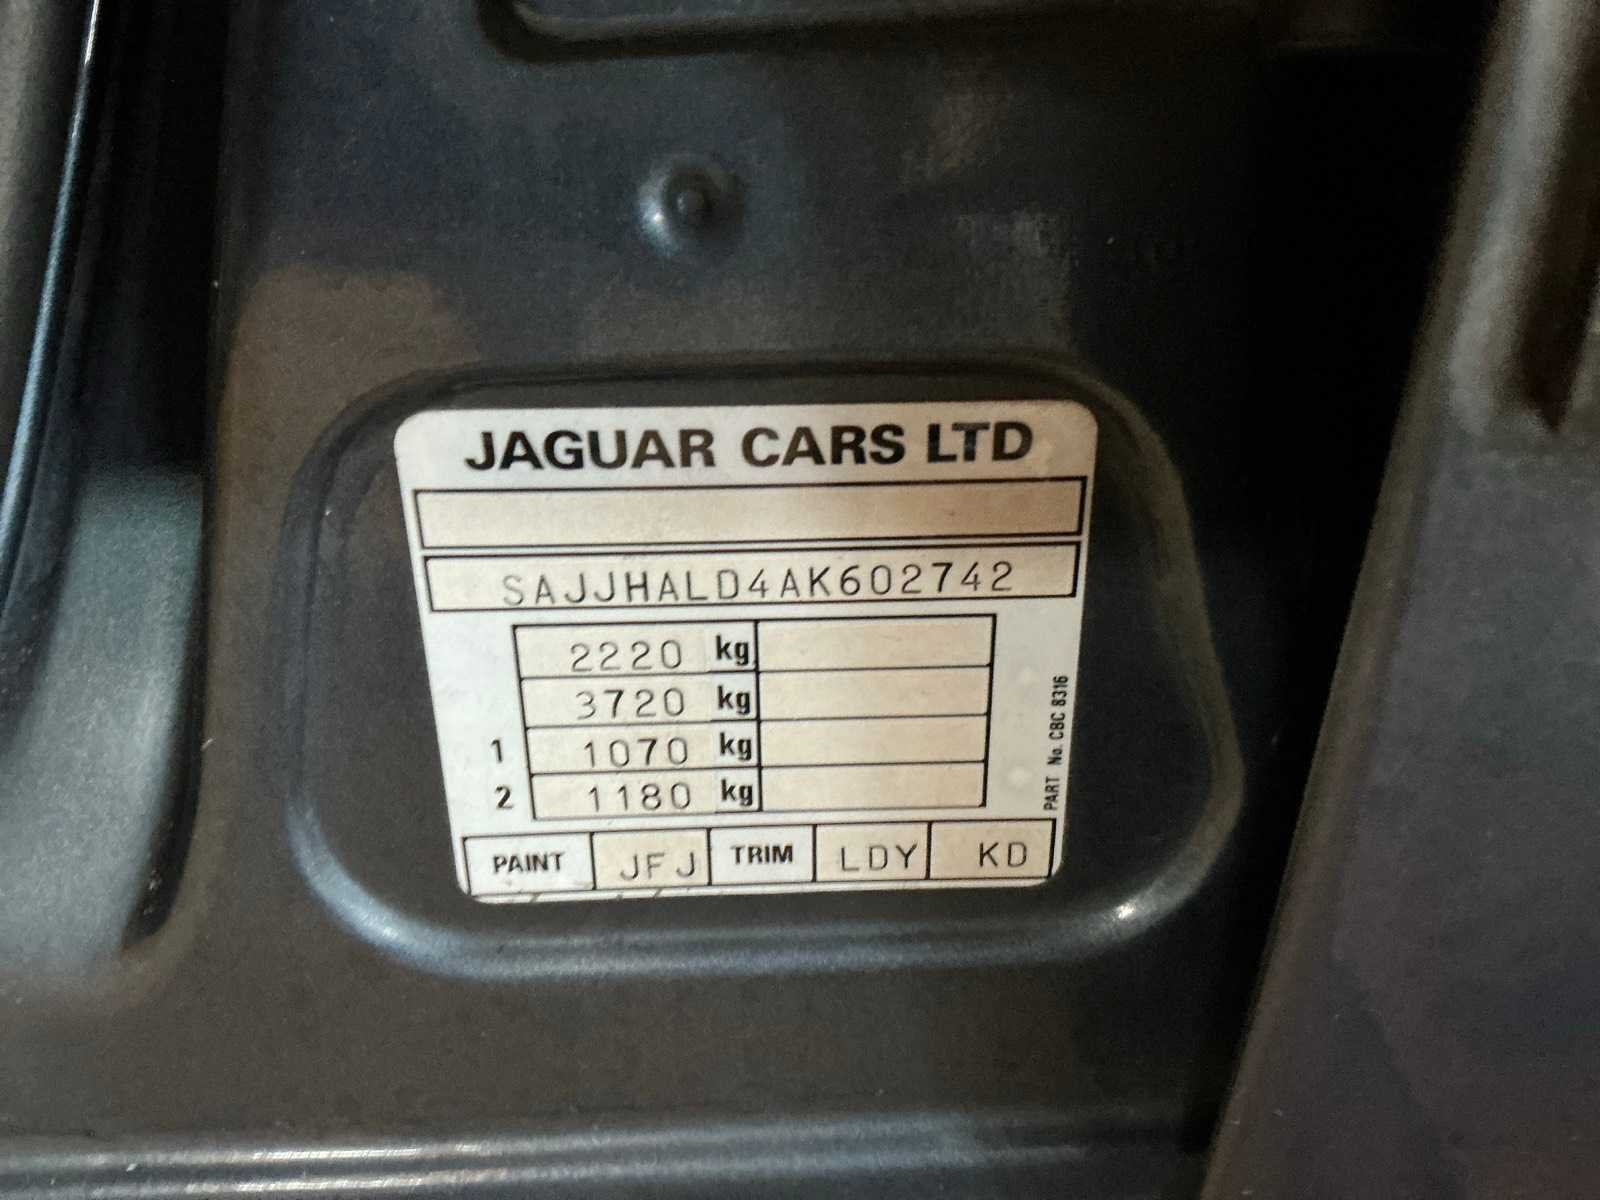 JAGUAR CARS LTD
SAJJHALD4AK602742
2220 kg
3720 kg
1 1070 kg
2 1180 kg
PART No. CBC 8316
PAINT JFJ TRIM LDY KD